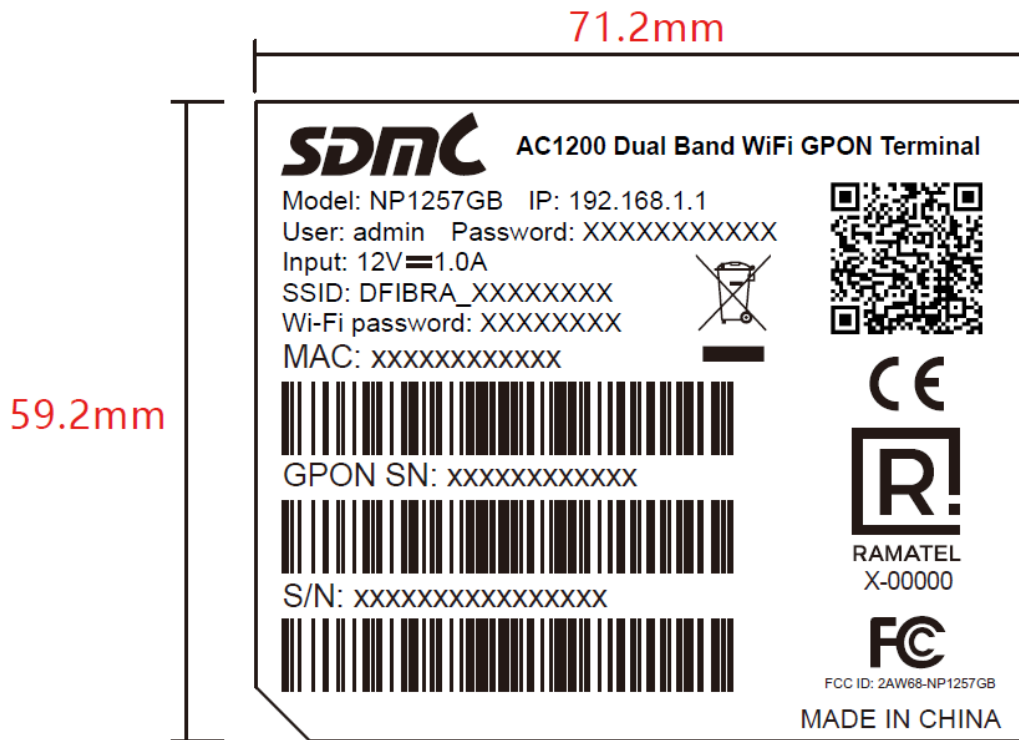 71.2mm
59.2mm
SDMC AC1200 Dual Band WiFi GPON Terminal
Model: NP1257GB IP: 192.168.1.1
User: admin Password: XXXXXXXXXXX
Input: 12V⎓1.0A
SSID: DFIBRA_XXXXXXXX
Wi-Fi password: XXXXXXXX
MAC: xxxxxxxxxxxx
GPON SN: xxxxxxxxxxxx
S/N: xxxxxxxxxxxxxxxx
CE
R
RAMATEL
X-00000
FC
FCC ID: 2AW68-NP1257GB
MADE IN CHINA